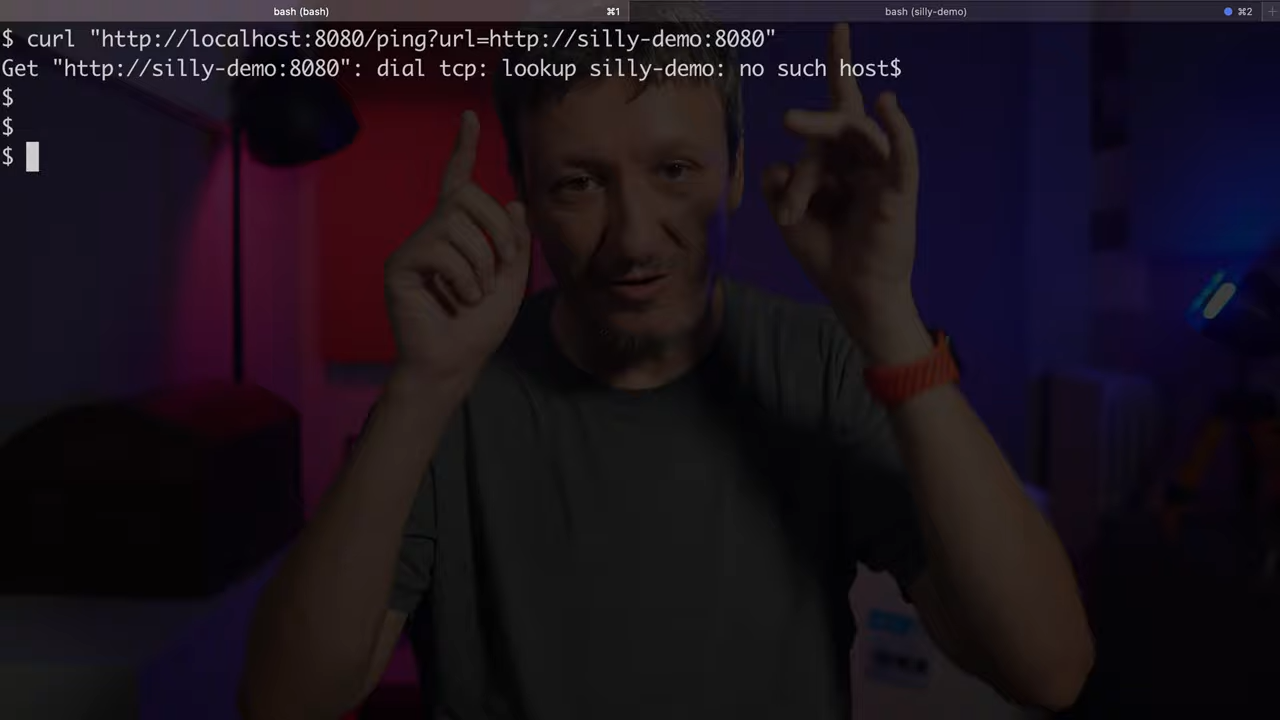 bash (bash) ⌘1 bash (silly-demo) ⌘2
$ curl "http://localhost:8080/ping?url=http://silly-demo:8080"
Get "http://silly-demo:8080": dial tcp: lookup silly-demo: no such host$
$
$
$